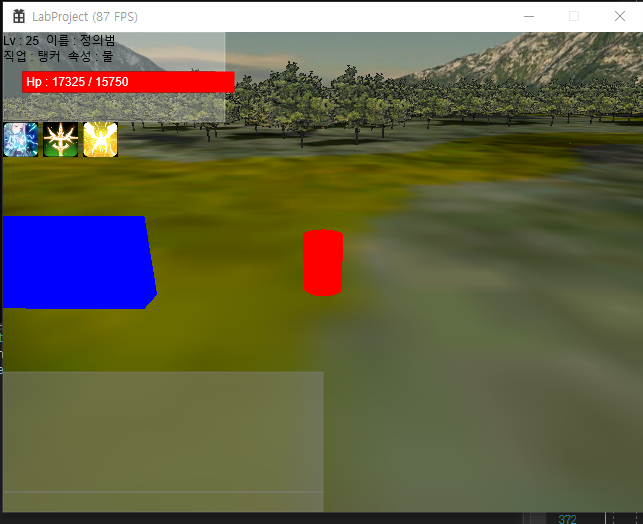 LabProject (87 FPS)
Lv : 25 이름 : 정의범
직업 : 탱커 속성 : 물
Hp : 17325 / 15750
372